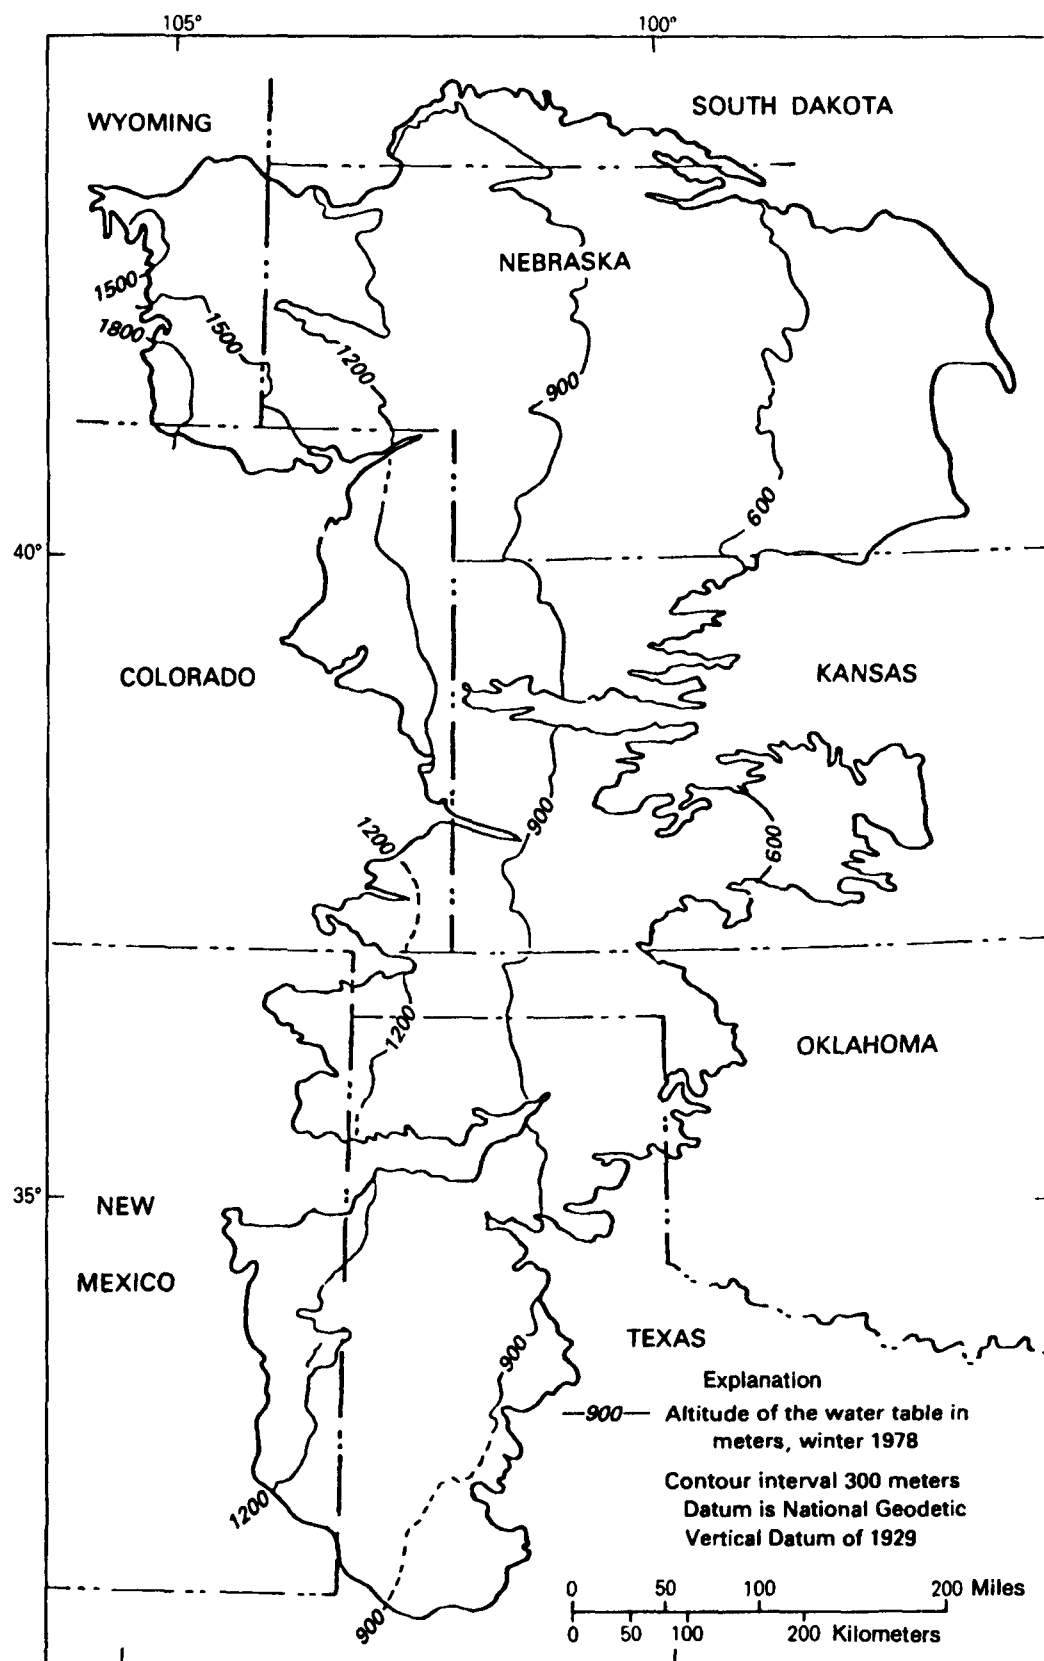 105°
100°
WYOMING
SOUTH DAKOTA
NEBRASKA
1500
1800
1500
1200
900
600
40°
COLORADO
KANSAS
1200
900
600
1200
OKLAHOMA
35°
NEW
MEXICO
TEXAS
900
1200
900
Explanation
—900— Altitude of the water table in
meters, winter 1978
Contour interval 300 meters
Datum is National Geodetic
Vertical Datum of 1929
0 50 100 200 Miles
0 50 100 200 Kilometers